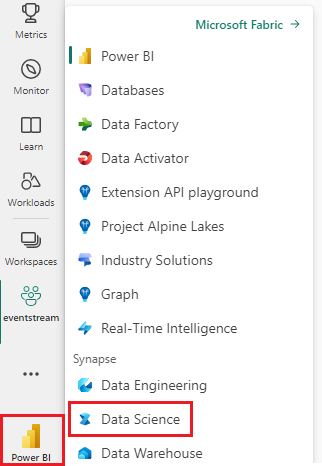 Metrics
Monitor
Learn
Workloads
Workspaces
eventstream
...
Power BI
Microsoft Fabric →
Power BI
Databases
Data Factory
Data Activator
Extension API playground
Project Alpine Lakes
Industry Solutions
Graph
Real-Time Intelligence
Synapse
Data Engineering
Data Science
Data Warehouse